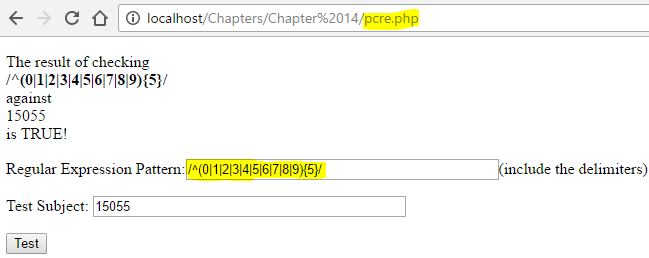 localhost/Chapters/Chapter%2014/pcre.php
The result of checking
/^(0|1|2|3|4|5|6|7|8|9){5}/
against
15055
is TRUE!
Regular Expression Pattern: /^(0|1|2|3|4|5|6|7|8|9){5}/ (include the delimiters)
Test Subject: 15055
Test